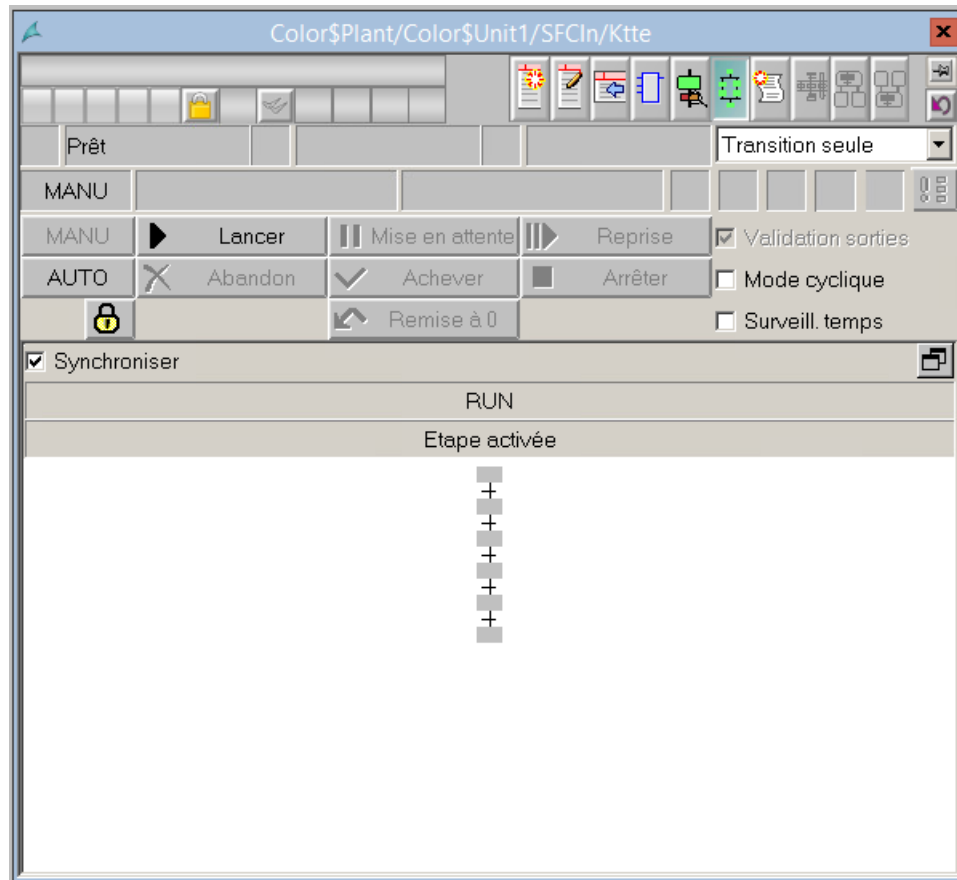 Color$Plant/Color$Unit1/SFCIn/Ktte
Prêt
Transition seule
MANU
MANU Lancer Mise en attente Reprise Validation sorties
AUTO Abandon Achever Arrêter Mode cyclique
Remise à 0 Surveill. temps
Synchroniser
RUN
Etape activée